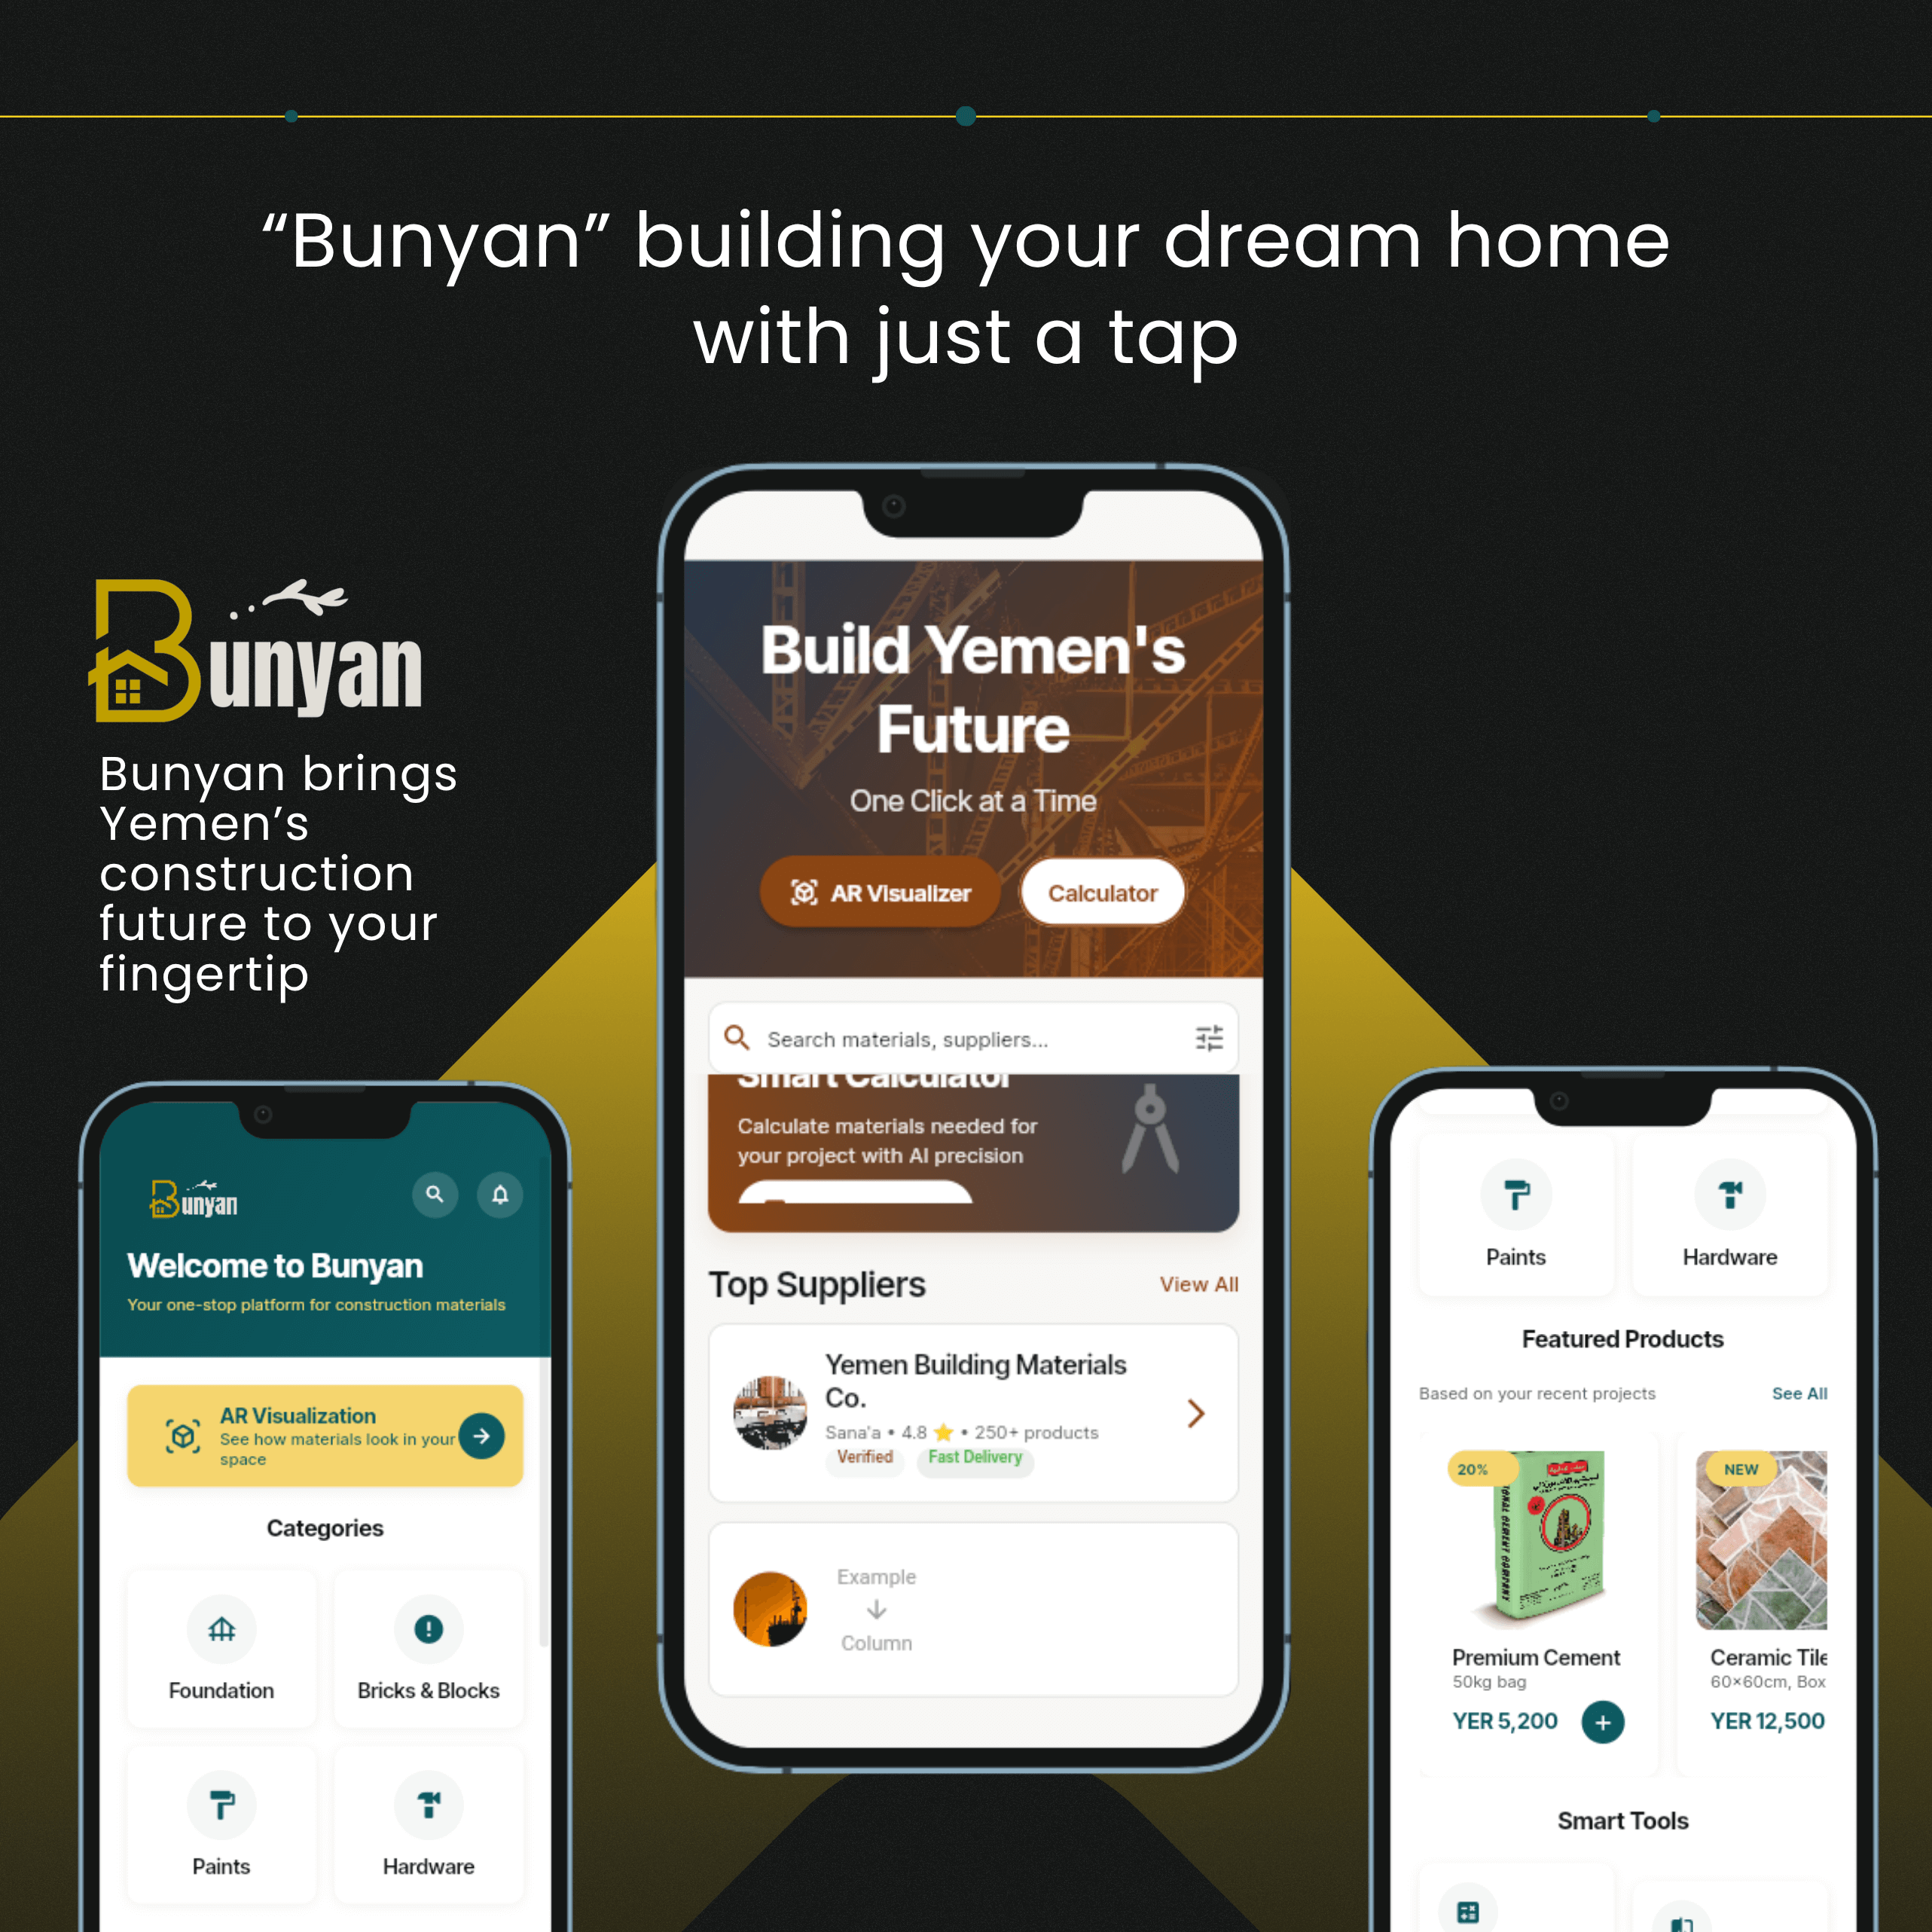 “Bunyan” building your dream home
with just a tap
Bunyan
Bunyan brings
Yemen’s
construction
future to your
fingertip
Build Yemen's
Future
One Click at a Time
AR Visualizer
Calculator
Search materials, suppliers...
Smart Calculator
Calculate materials needed for
your project with AI precision
Top Suppliers
View All
Yemen Building Materials
Co.
Sana'a • 4.8 ⭐ • 250+ products
Verified
Fast Delivery
Example
↓
Column
Bunyan
Welcome to Bunyan
Your one-stop platform for construction materials
AR Visualization
See how materials look in your
space
Categories
Foundation
Bricks & Blocks
Paints
Hardware
Paints
Hardware
Featured Products
Based on your recent projects
See All
20%
NEW
CEMENT COMPANY
Premium Cement
50kg bag
YER 5,200
+
Ceramic Tile
60×60cm, Box
YER 12,500
Smart Tools